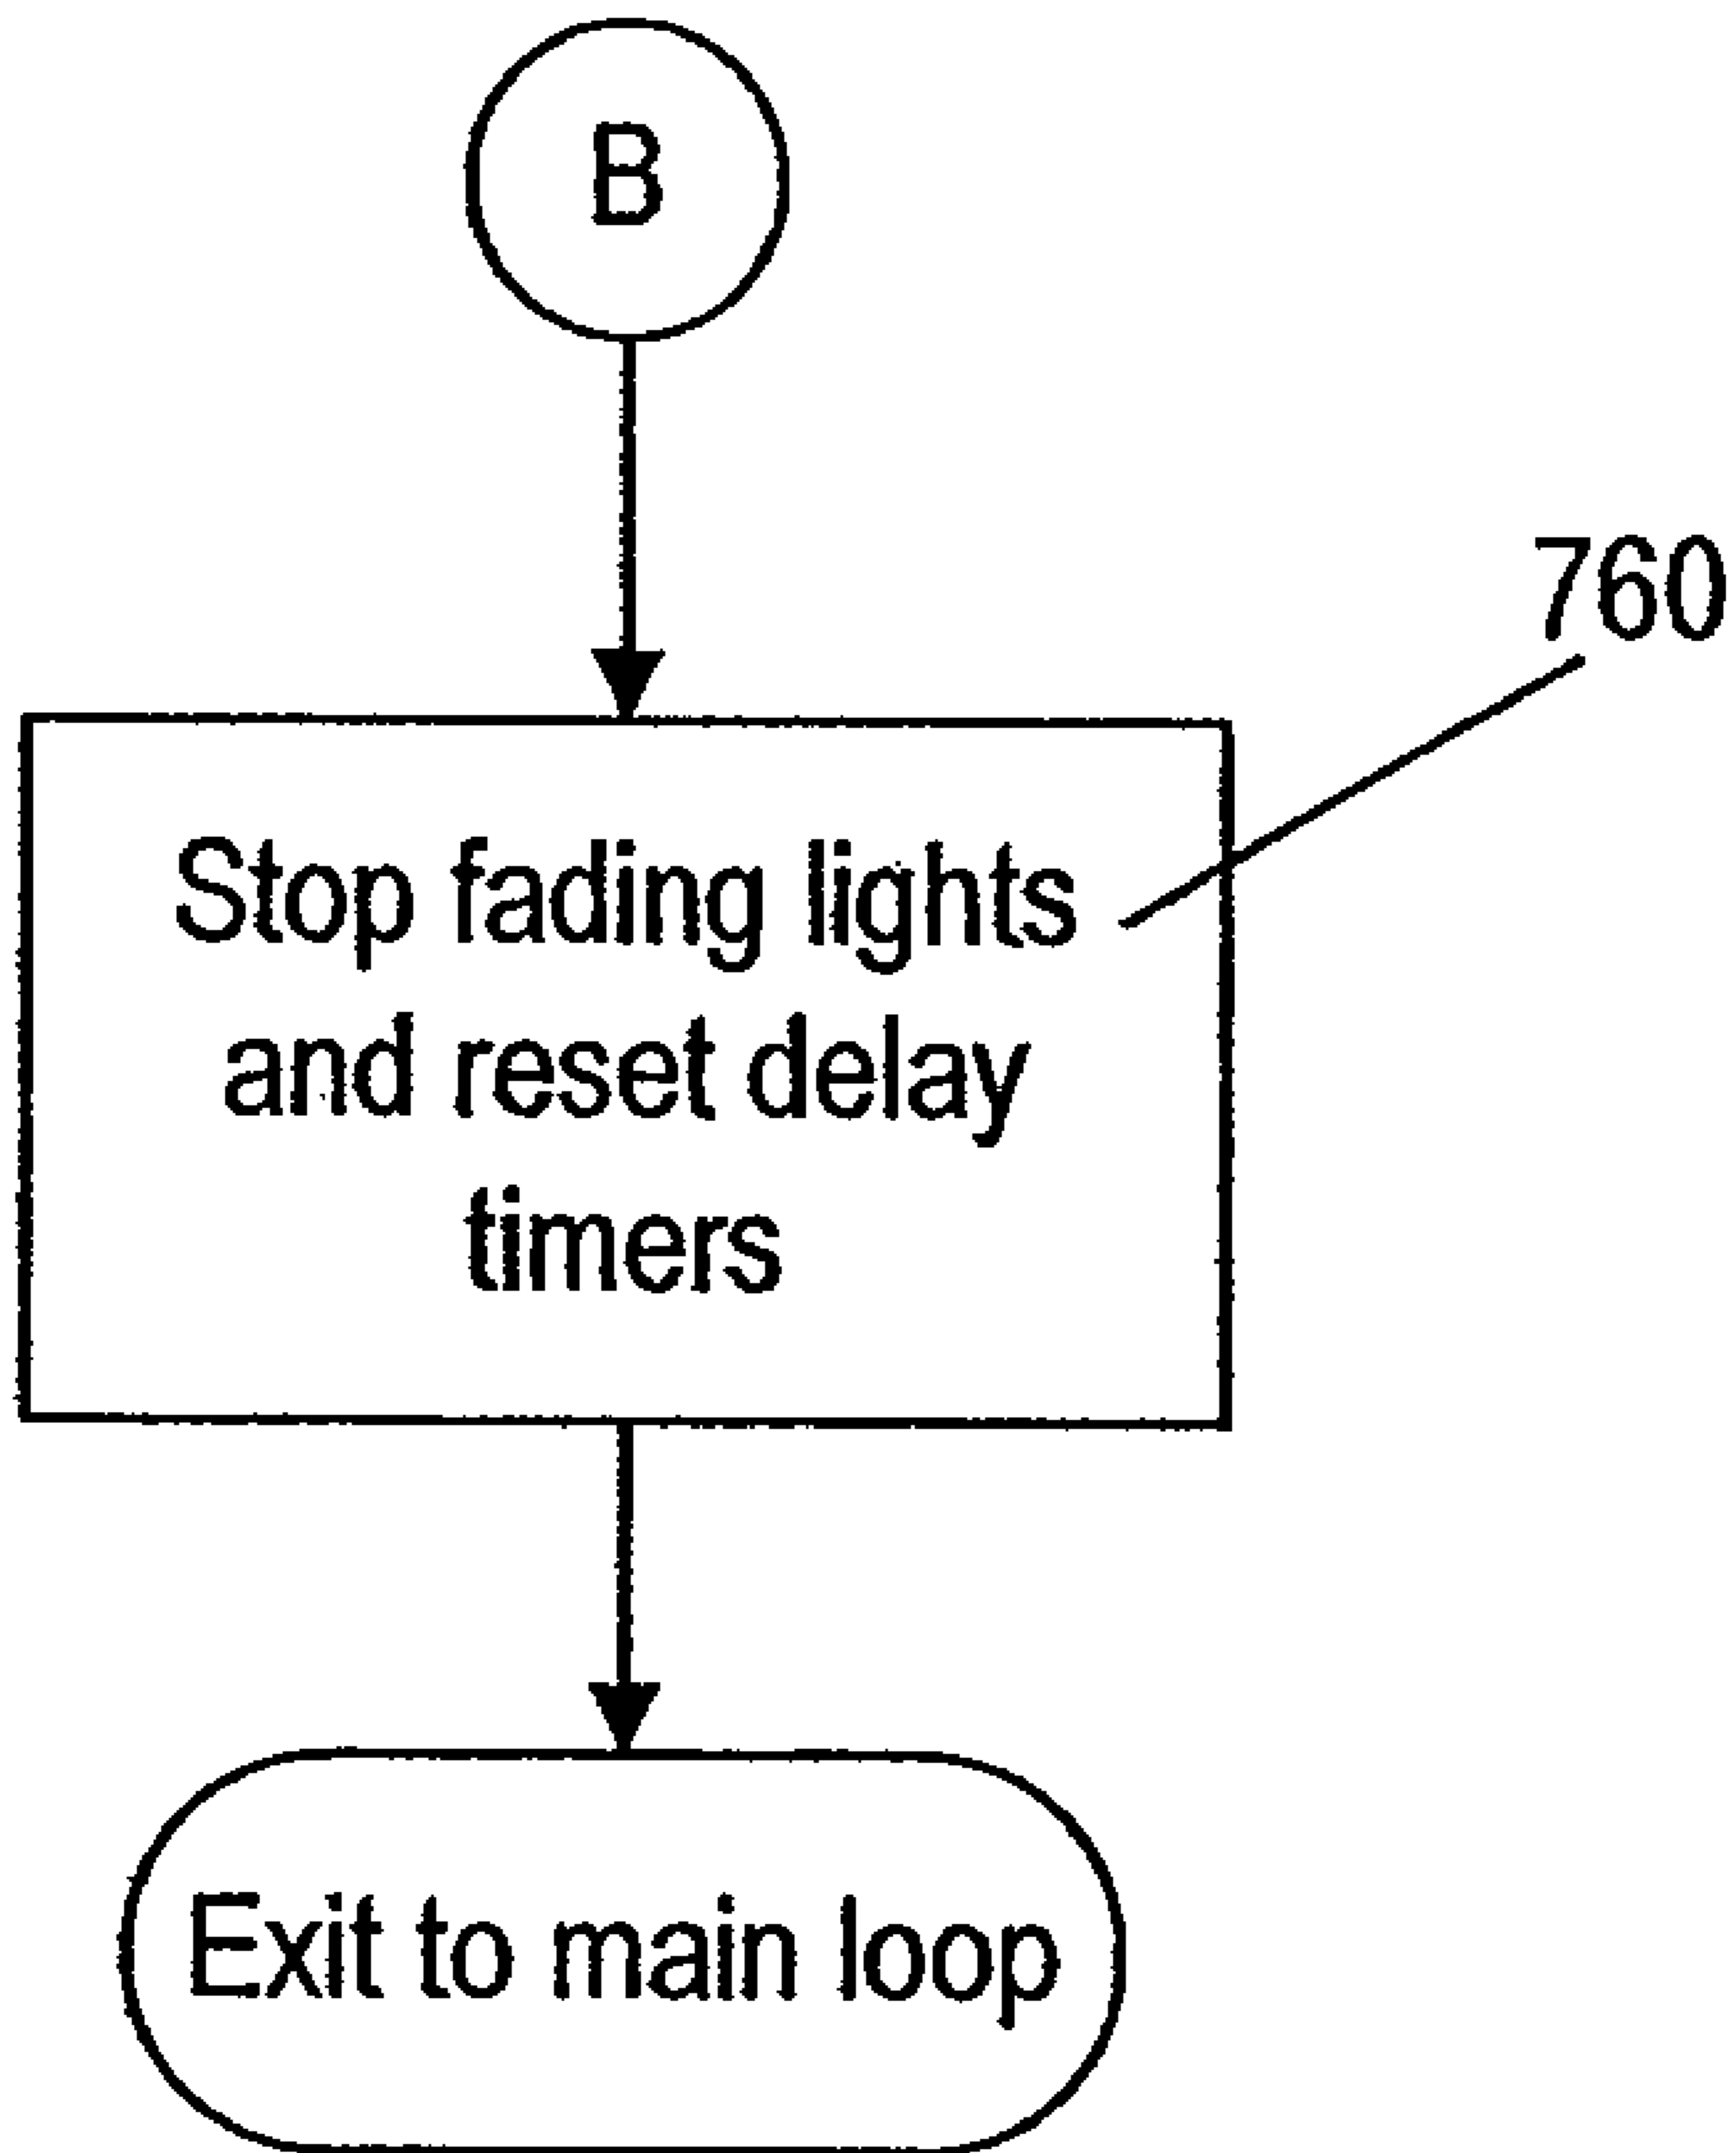 B
760
Stop fading lights
and reset delay
timers
Exit to main loop